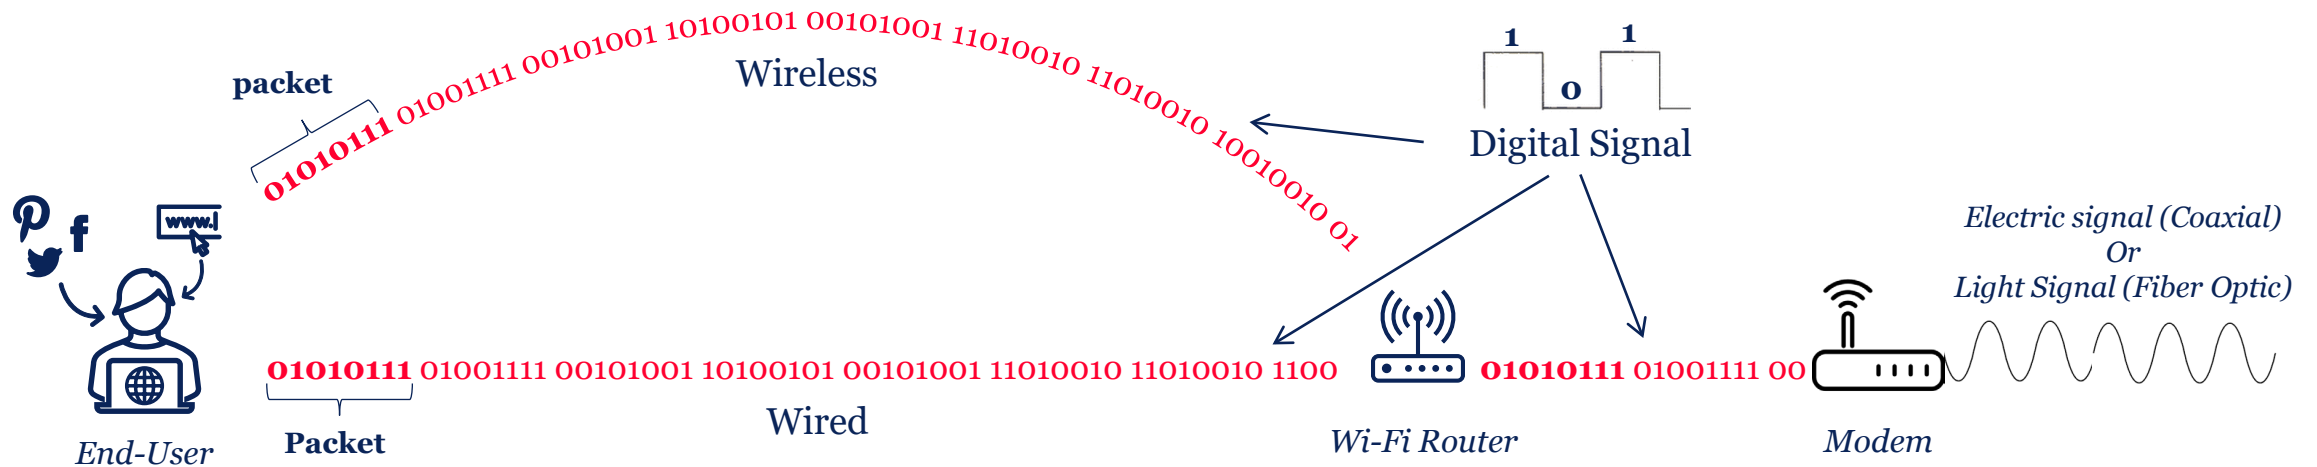 packet
01010111 01001111 00101001 10100101 00101001 11010010 11010010 10010010 01
Wireless
1 0 1
Digital Signal
www.
Electric signal (Coaxial)
Or
Light Signal (Fiber Optic)
01010111 01001111 00101001 10100101 00101001 11010010 11010010 1100
01010111 01001111 00
Packet
Wired
End-User
Wi-Fi Router
Modem